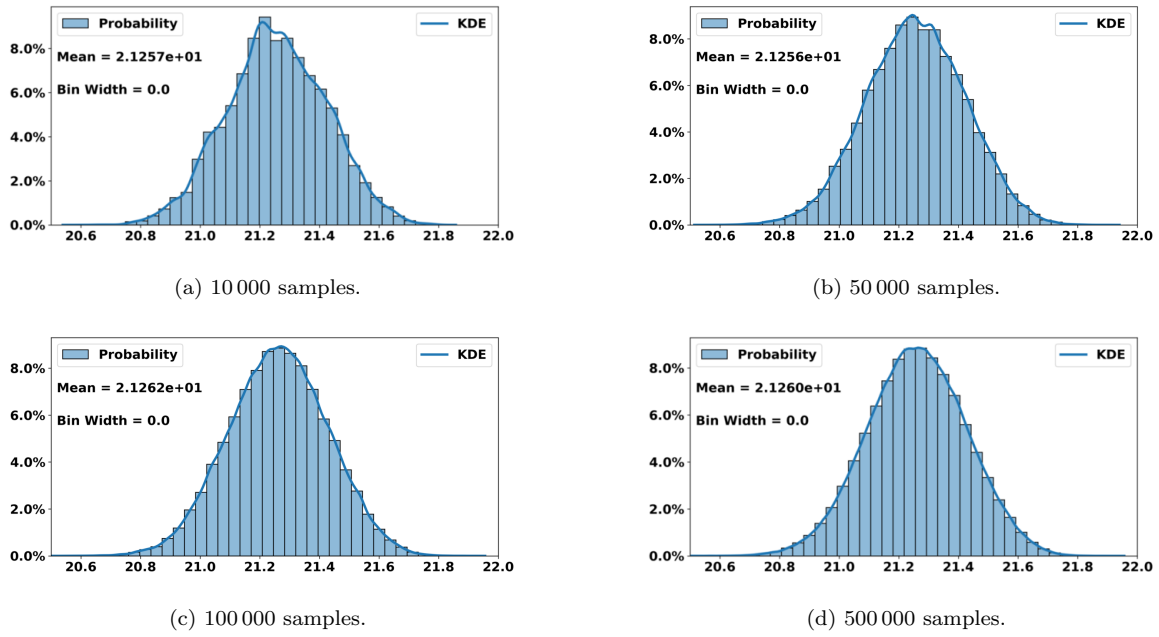 Probability
KDE
Mean = 2.1257e+01
Bin Width = 0.0
8.0%
6.0%
4.0%
2.0%
0.0%
20.6 20.8 21.0 21.2 21.4 21.6 21.8 22.0
(a) 10 000 samples.
Probability
KDE
Mean = 2.1256e+01
Bin Width = 0.0
8.0%
6.0%
4.0%
2.0%
0.0%
20.6 20.8 21.0 21.2 21.4 21.6 21.8 22.0
(b) 50 000 samples.
Probability
KDE
Mean = 2.1262e+01
Bin Width = 0.0
8.0%
6.0%
4.0%
2.0%
0.0%
20.6 20.8 21.0 21.2 21.4 21.6 21.8 22.0
(c) 100 000 samples.
Probability
KDE
Mean = 2.1260e+01
Bin Width = 0.0
8.0%
6.0%
4.0%
2.0%
0.0%
20.6 20.8 21.0 21.2 21.4 21.6 21.8 22.0
(d) 500 000 samples.